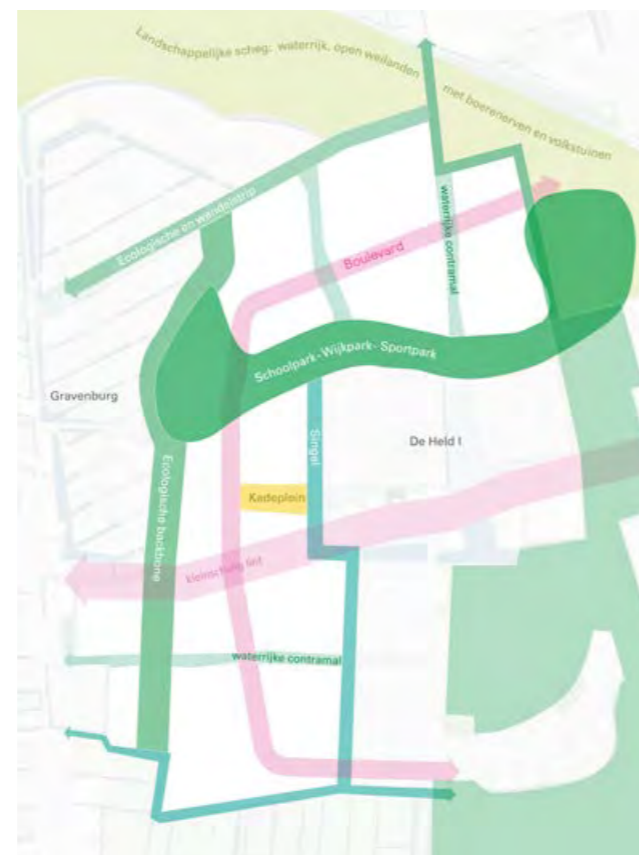 Landschappelijke scheg: waterrijk, open weilanden
met boerenerven en volkstuinen
Ecologische en wandelstrip
waterrijke contramal
Boulevard
Schoolpark- Wijkpark- Sportpark
Gravenburg
De Held I
Singel
Ecologische backbone
Kadeplein
kleinschalig lint
waterrijke contramal